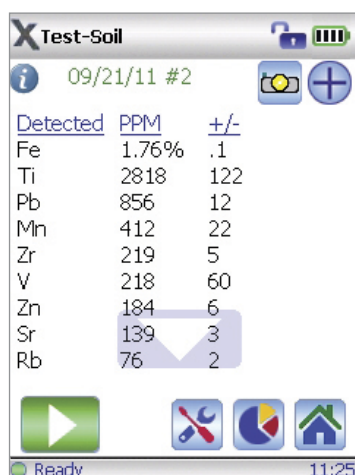 X Test-Soil
i 09/21/11 #2
Detected PPM +/-
Fe 1.76% .1
Ti 2818 122
Pb 856 12
Mn 412 22
Zr 219 5
V 218 60
Zn 184 6
Sr 139 3
Rb 76 2
Ready 11:25